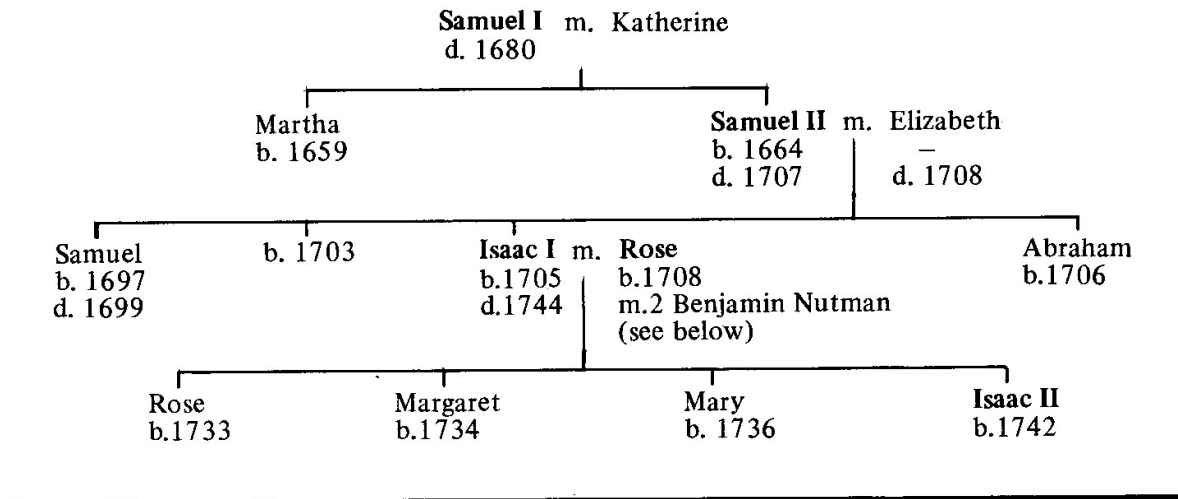 Samuel I m. Katherine
d. 1680
Martha
b. 1659
Samuel II m. Elizabeth
b. 1664 –
d. 1707 d. 1708
Samuel
b. 1697
d. 1699
b. 1703
Isaac I m. Rose
b.1705 b.1708
d.1744 m.2 Benjamin Nutman
(see below)
Abraham
b.1706
Rose
b.1733
Margaret
b.1734
Mary
b. 1736
Isaac II
b.1742